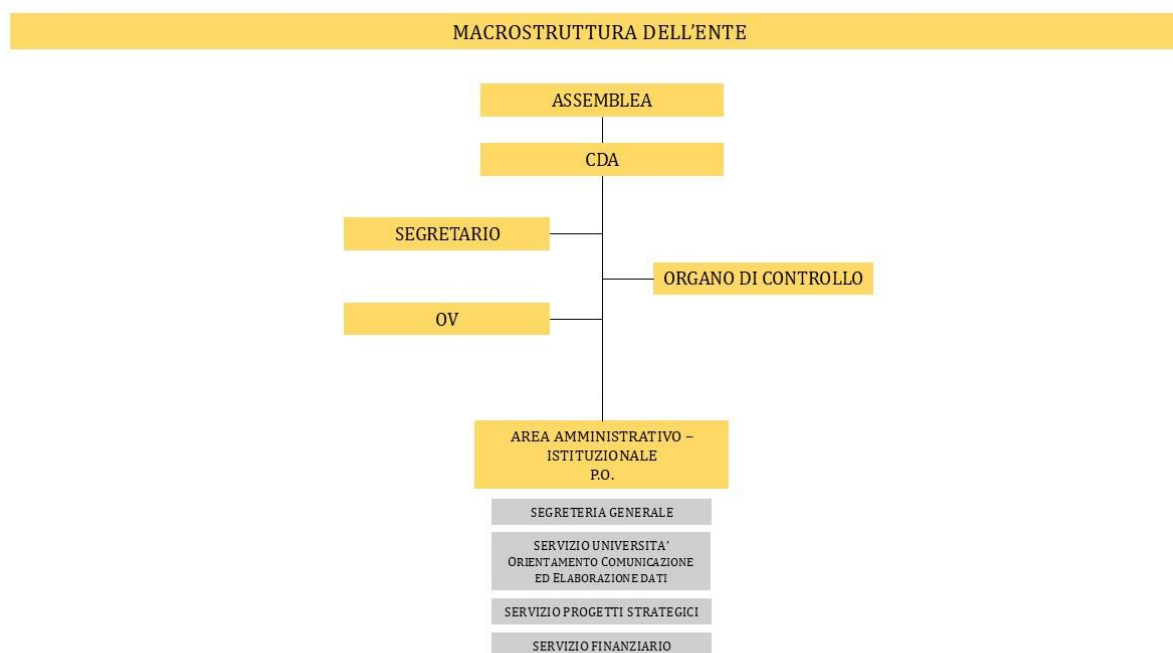 MACROSTRUTTURA DELL'ENTE
ASSEMBLEA
CDA
SEGRETARIO
ORGANO DI CONTROLLO
OV
AREA AMMINISTRATIVO –
ISTITUZIONALE
P.O.
SEGRETERIA GENERALE
SERVIZIO UNIVERSITA'
ORIENTAMENTO COMUNICAZIONE
ED ELABORAZIONE DATI
SERVIZIO PROGETTI STRATEGICI
SERVIZIO FINANZIARIO